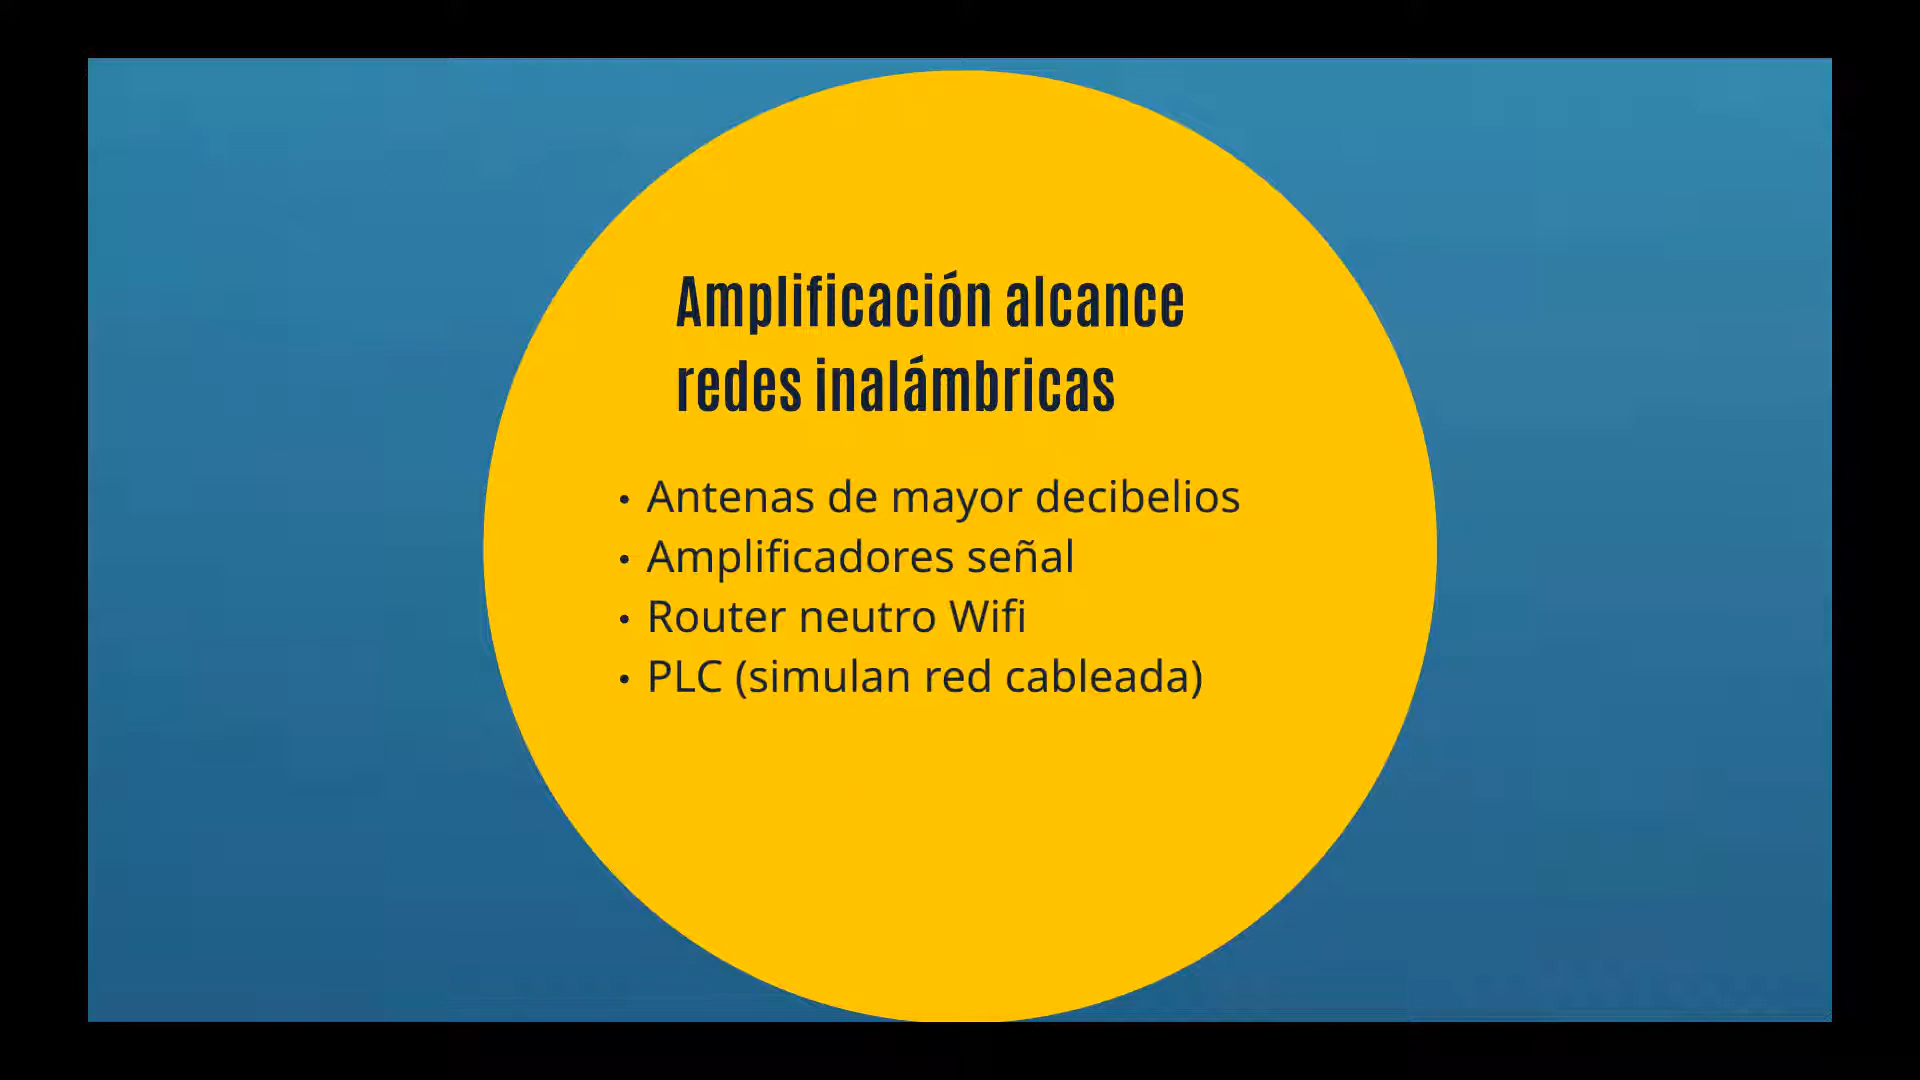 Amplificación alcance
redes inalámbricas
• Antenas de mayor decibelios
• Amplificadores señal
• Router neutro Wifi
• PLC (simulan red cableada)